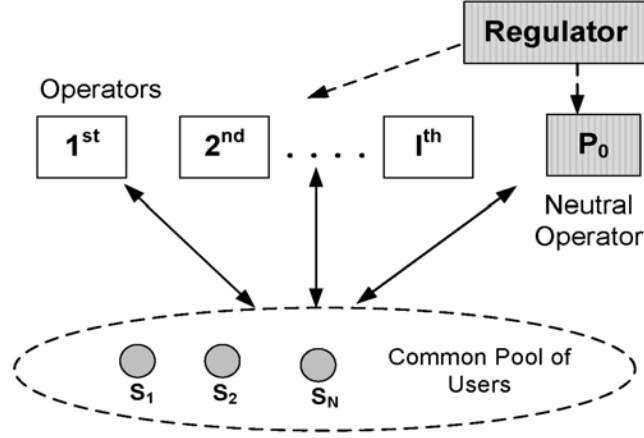 Regulator
Operators
1st
2nd
. . . . .
Ith
P0
Neutral
Operator
Common Pool of
Users
S1
S2
SN